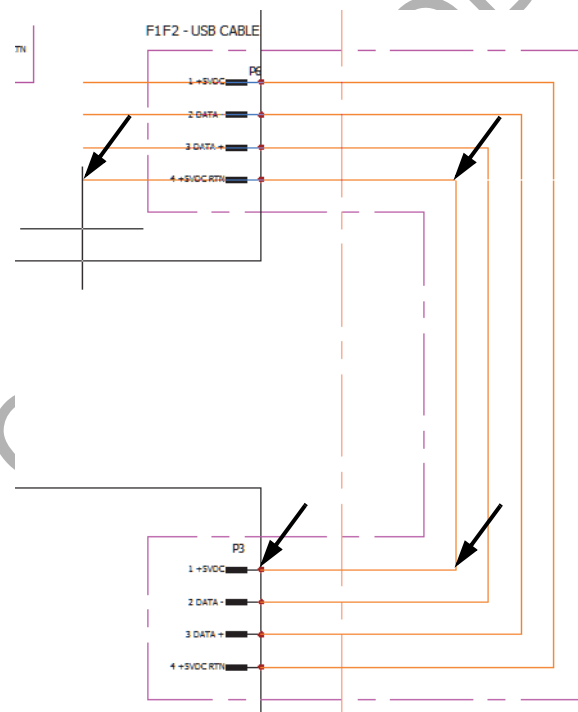 F1F2 - USB CABLE
TN
P6
1 +5VDC
2 DATA -
3 DATA +
4 +5VDC RTN
P3
1 +5VDC
2 DATA -
3 DATA +
4 +5VDC RTN